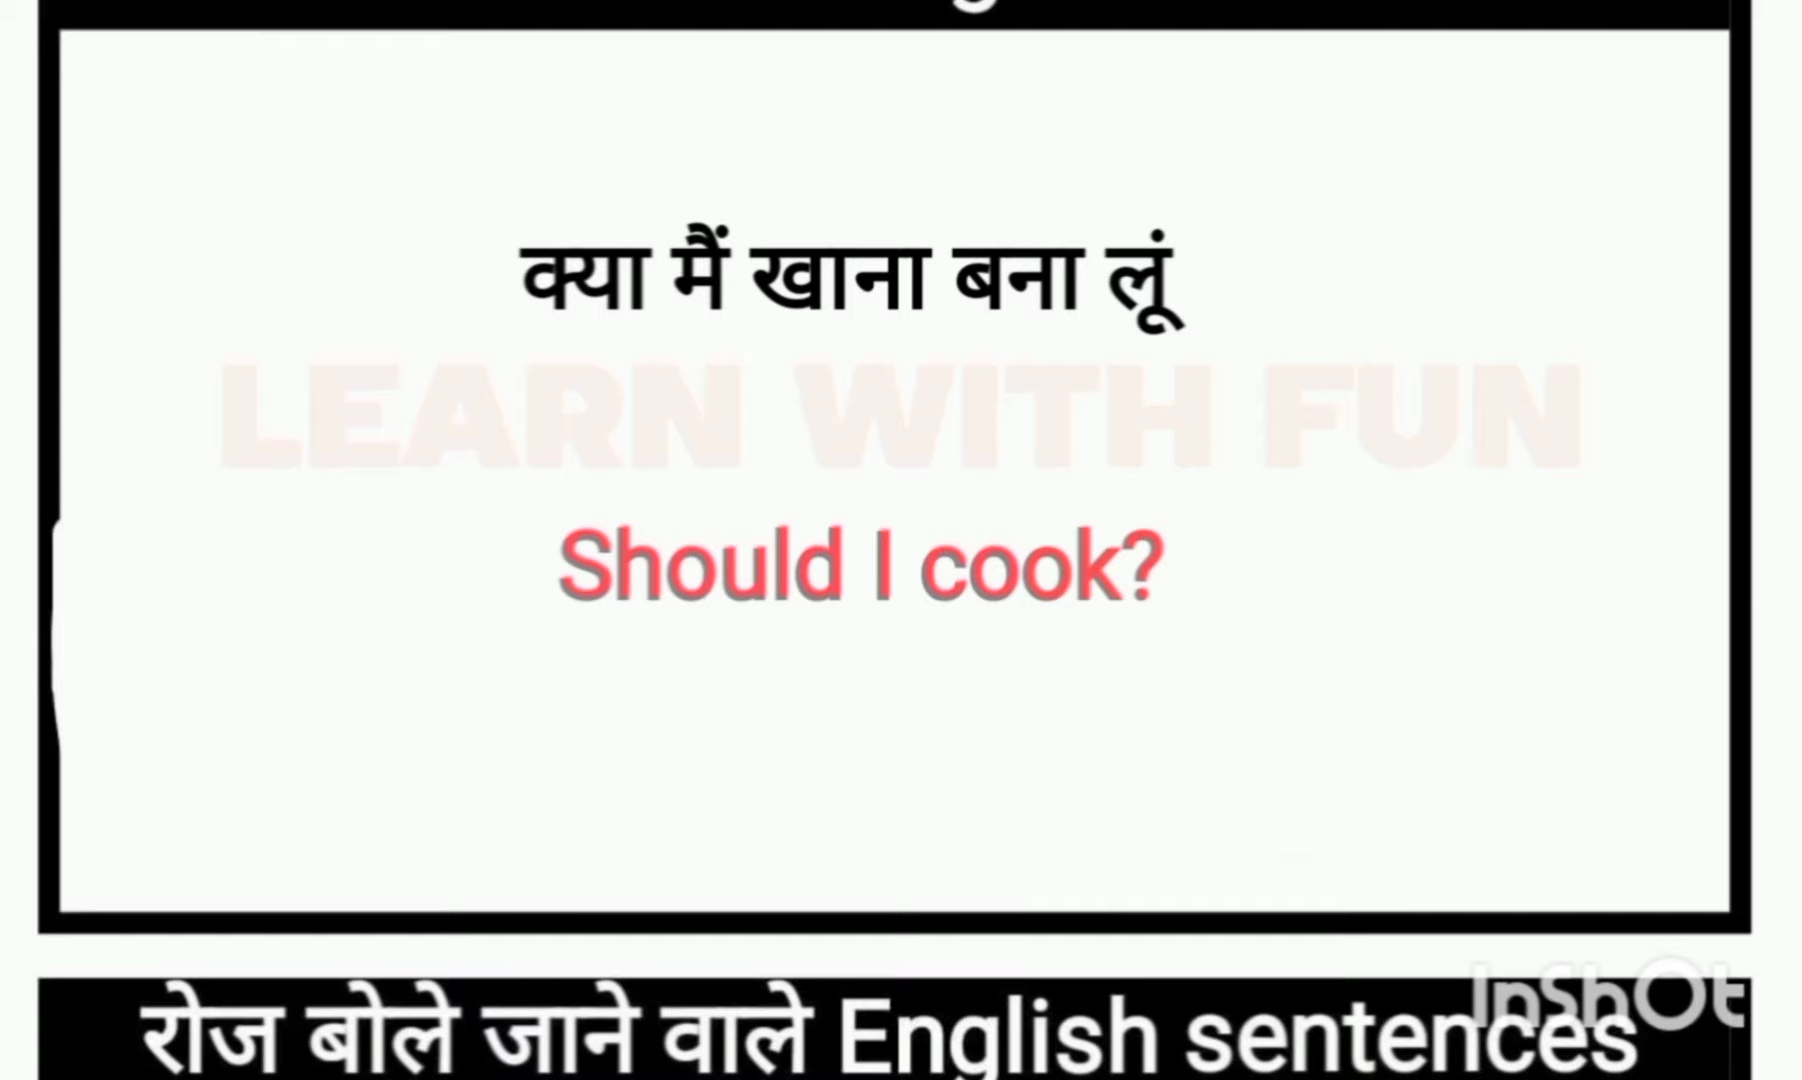 क्या मैं खाना बना लूं
LEARN WITH FUN
Should I cook?
रोज बोले जाने वाले English sentences
InShOt